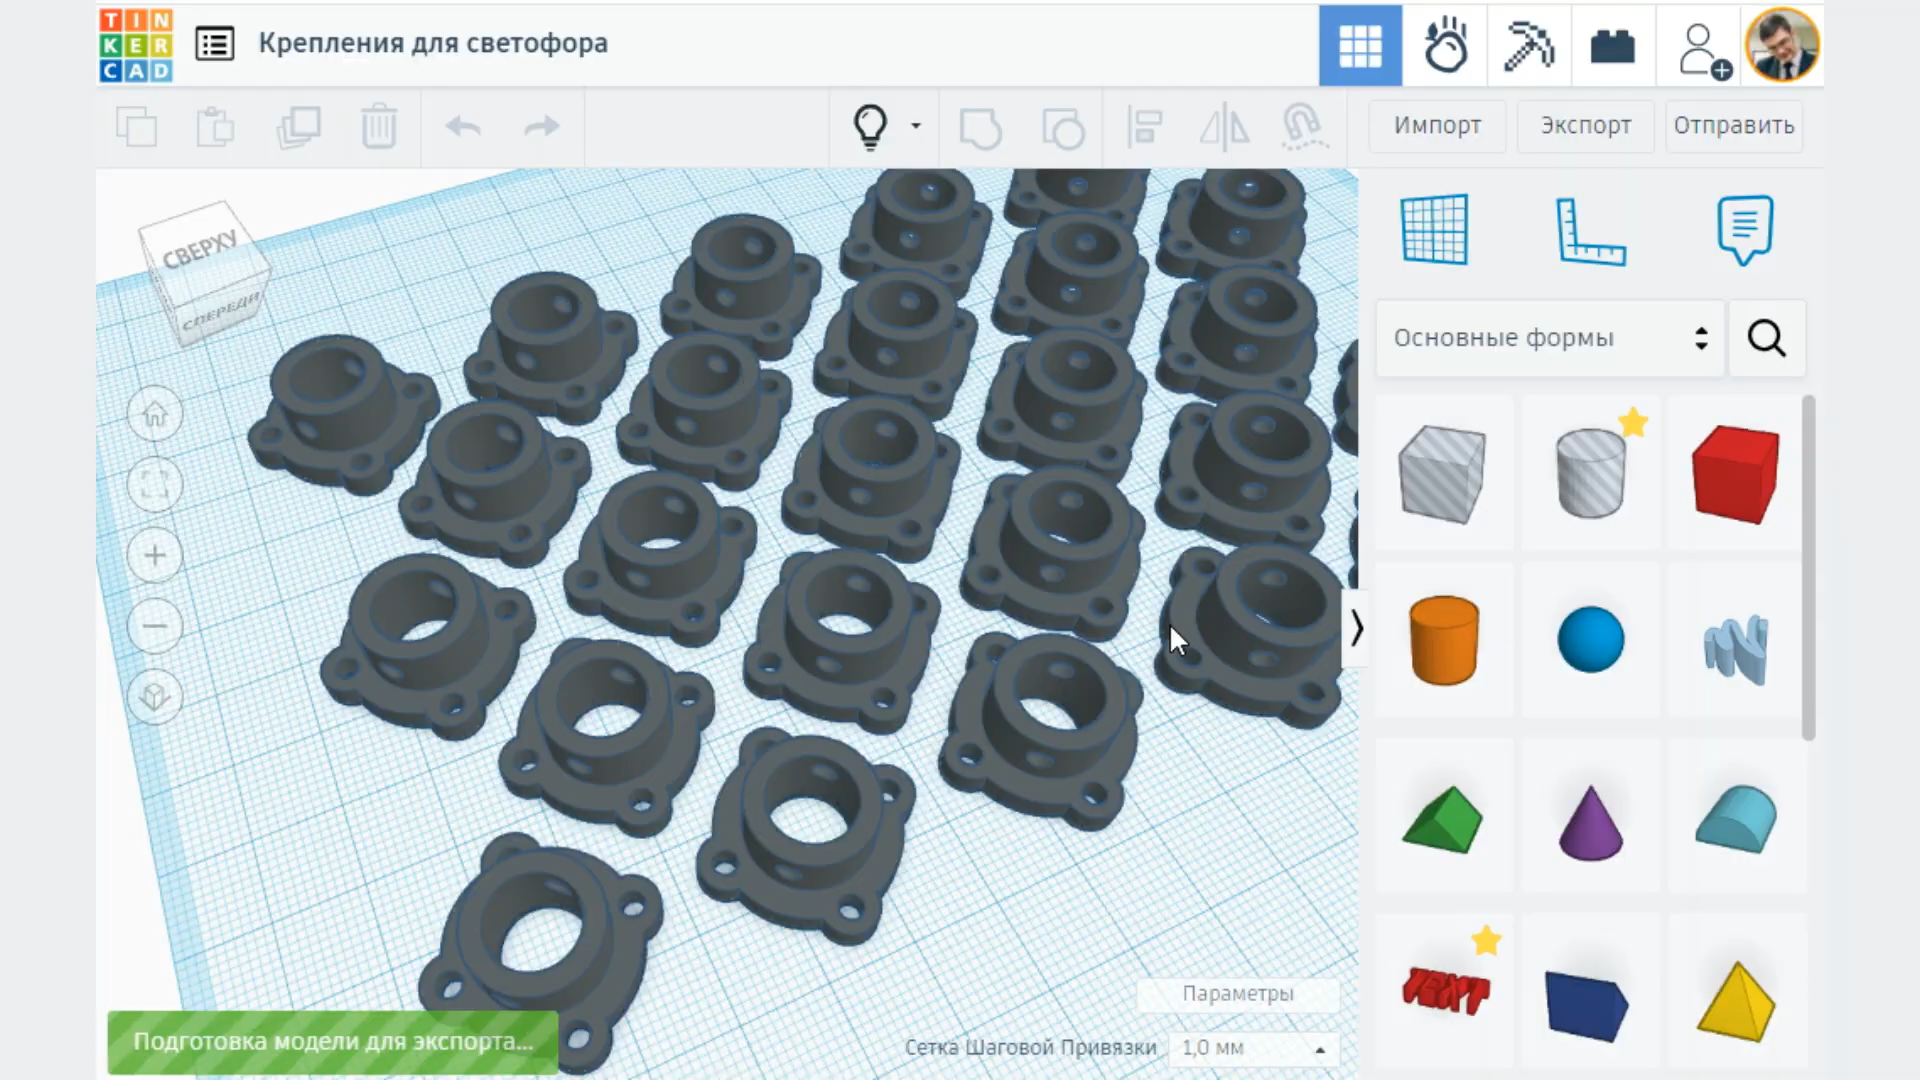 TIN
KER
CAD
Крепления для светофора
Импорт
Экспорт
Отправить
СВЕРХУ
СПЕРЕДИ
Основные формы
TEXT
Параметры
Сетка Шаговой Привязки
1,0 мм
Подготовка модели для экспорта...